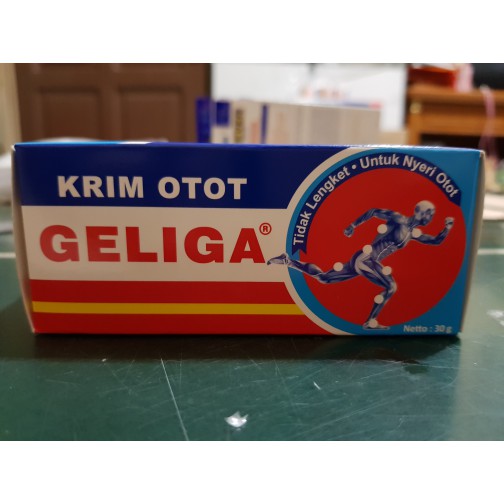 KRIM OTOT
GELIGA®
Tidak Lengket • Untuk Nyeri Otot
Netto : 30 g